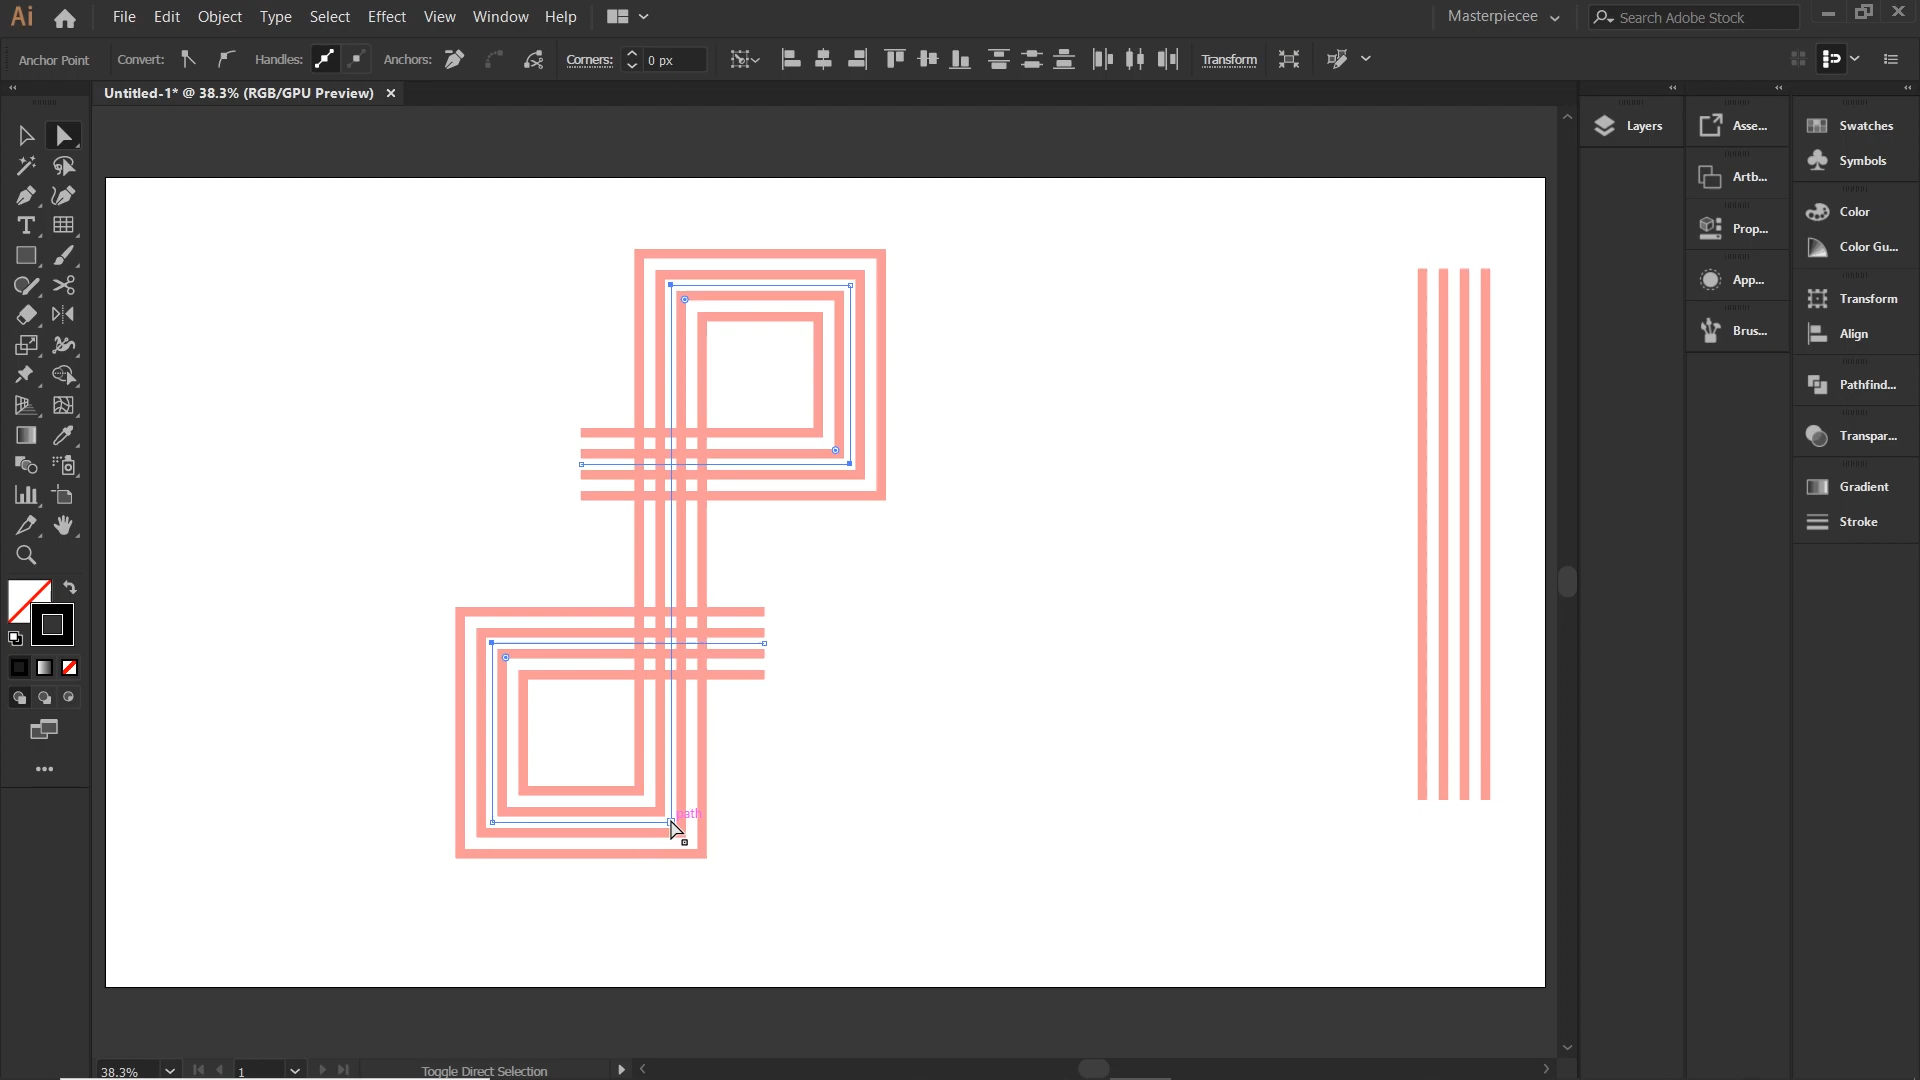 Ai File Edit Object Type Select Effect View Window Help Masterpiecee Search Adobe Stock
Anchor Point Convert: Handles: Anchors: Corners: 0 px Transform
Untitled-1* @ 38.3% (RGB/GPU Preview)
Layers
Asse...
Artb...
Prop...
App...
Brus...
Swatches
Symbols
Color
Color Gu...
Transform
Align
Pathfind...
Transpar...
Gradient
Stroke
path
38.3% 1 Toggle Direct Selection